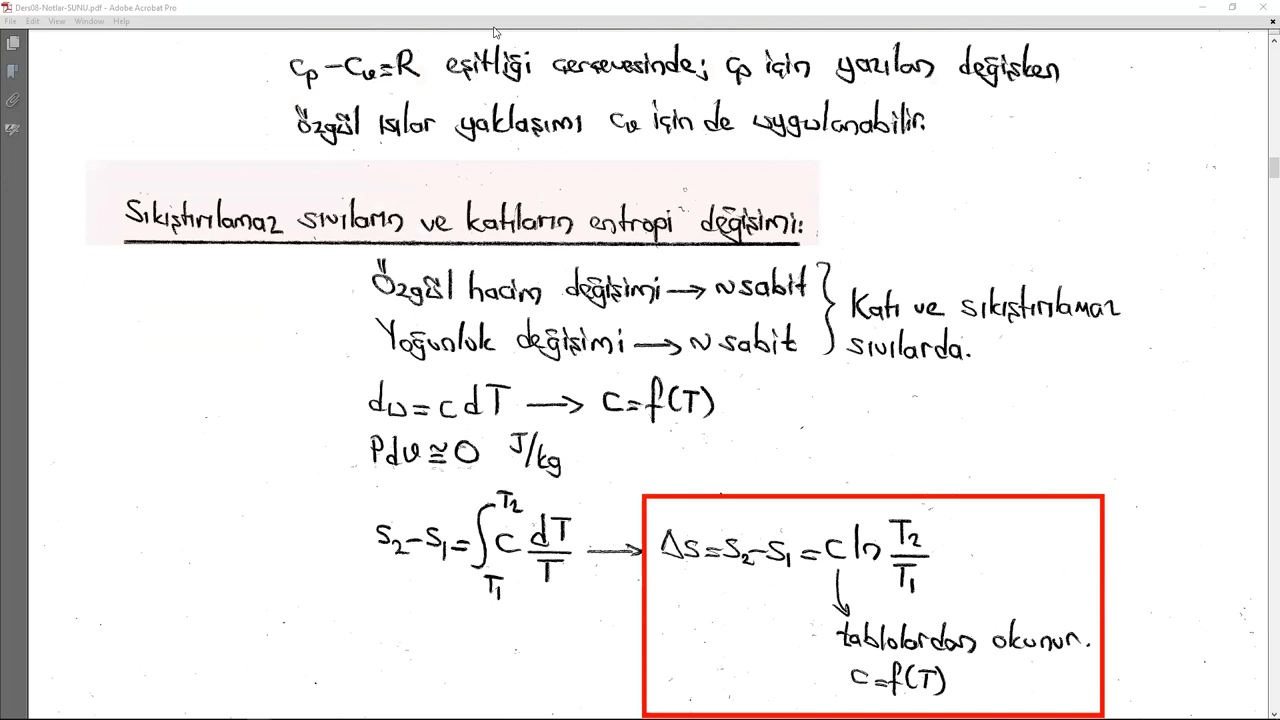 Ders08-Notlar-SUNU.pdf - Adobe Acrobat Pro
File Edit View Window Help
cp-cv=R eşitliği çerçevesinde; cp için yazılan değişken
özgül ısılar yaklaşımı cv için de uygulanabilir.
Sıkıştırılamaz sıvıların ve katıların entropi değişimi:
Özgül hacim değişimi → ~ sabit
Yoğunluk değişimi → ~ sabit
} Katı ve sıkıştırılamaz
sıvılarda.
du = c dT → c=f(T)
Pdv ≅ 0 J/kg
s₂-s₁ = ∫T₁T₂ c dT/T → Δs=s₂-s₁ = c ln T₂/T₁
tablolardan okunur.
c=f(T)